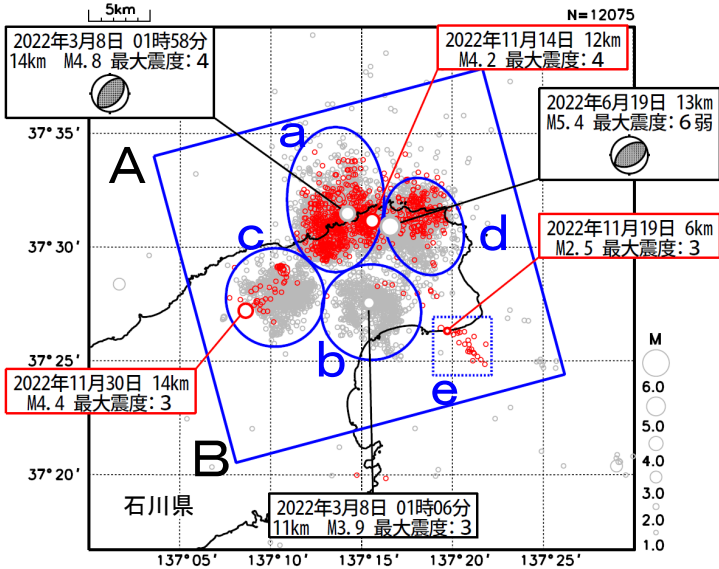 5km
N=12075
2022年3月8日 01時58分
14km M4.8 最大震度:4
2022年11月14日 12km
M4.2 最大震度:4
2022年6月19日 13km
M5.4 最大震度:6弱
37°35′
A
a
c
d
37°30′
2022年11月19日 6km
M2.5 最大震度:3
37°25′
b
e
2022年11月30日 14km
M4.4 最大震度:3
B
37°20′
石川県
2022年3月8日 01時06分
11km M3.9 最大震度:3
M
6.0
5.0
4.0
3.0
2.0
1.0
137°05′
137°10′
137°15′
137°20′
137°25′